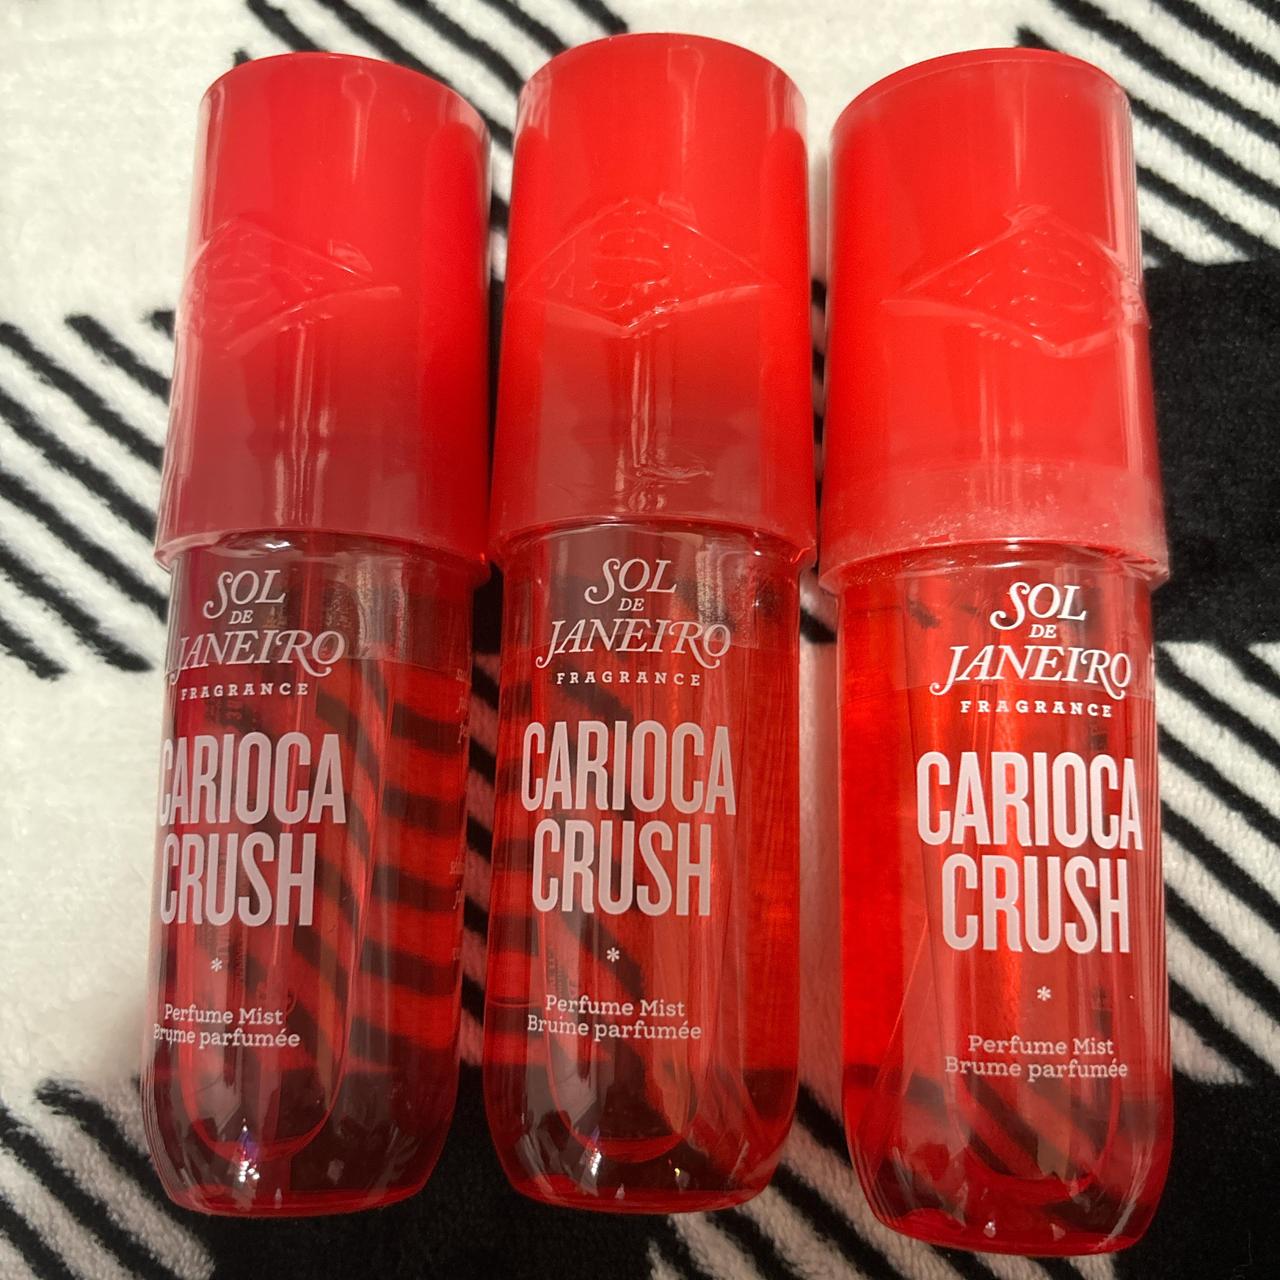 SOL
DE
JANEIRO
FRAGRANCE
CARIOCA
CRUSH
*
Perfume Mist
Brume parfumée
SOL
DE
JANEIRO
FRAGRANCE
CARIOCA
CRUSH
*
Perfume Mist
Brume parfumée
SOL
DE
JANEIRO
FRAGRANCE
CARIOCA
CRUSH
*
Perfume Mist
Brume parfumée